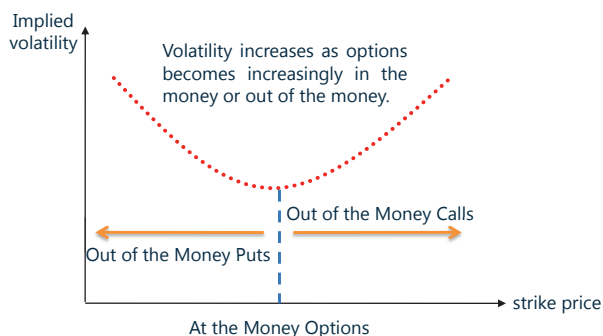 Implied
volatility
Volatility increases as options
becomes increasingly in the
money or out of the money.
Out of the Money Calls
Out of the Money Puts
strike price
At the Money Options